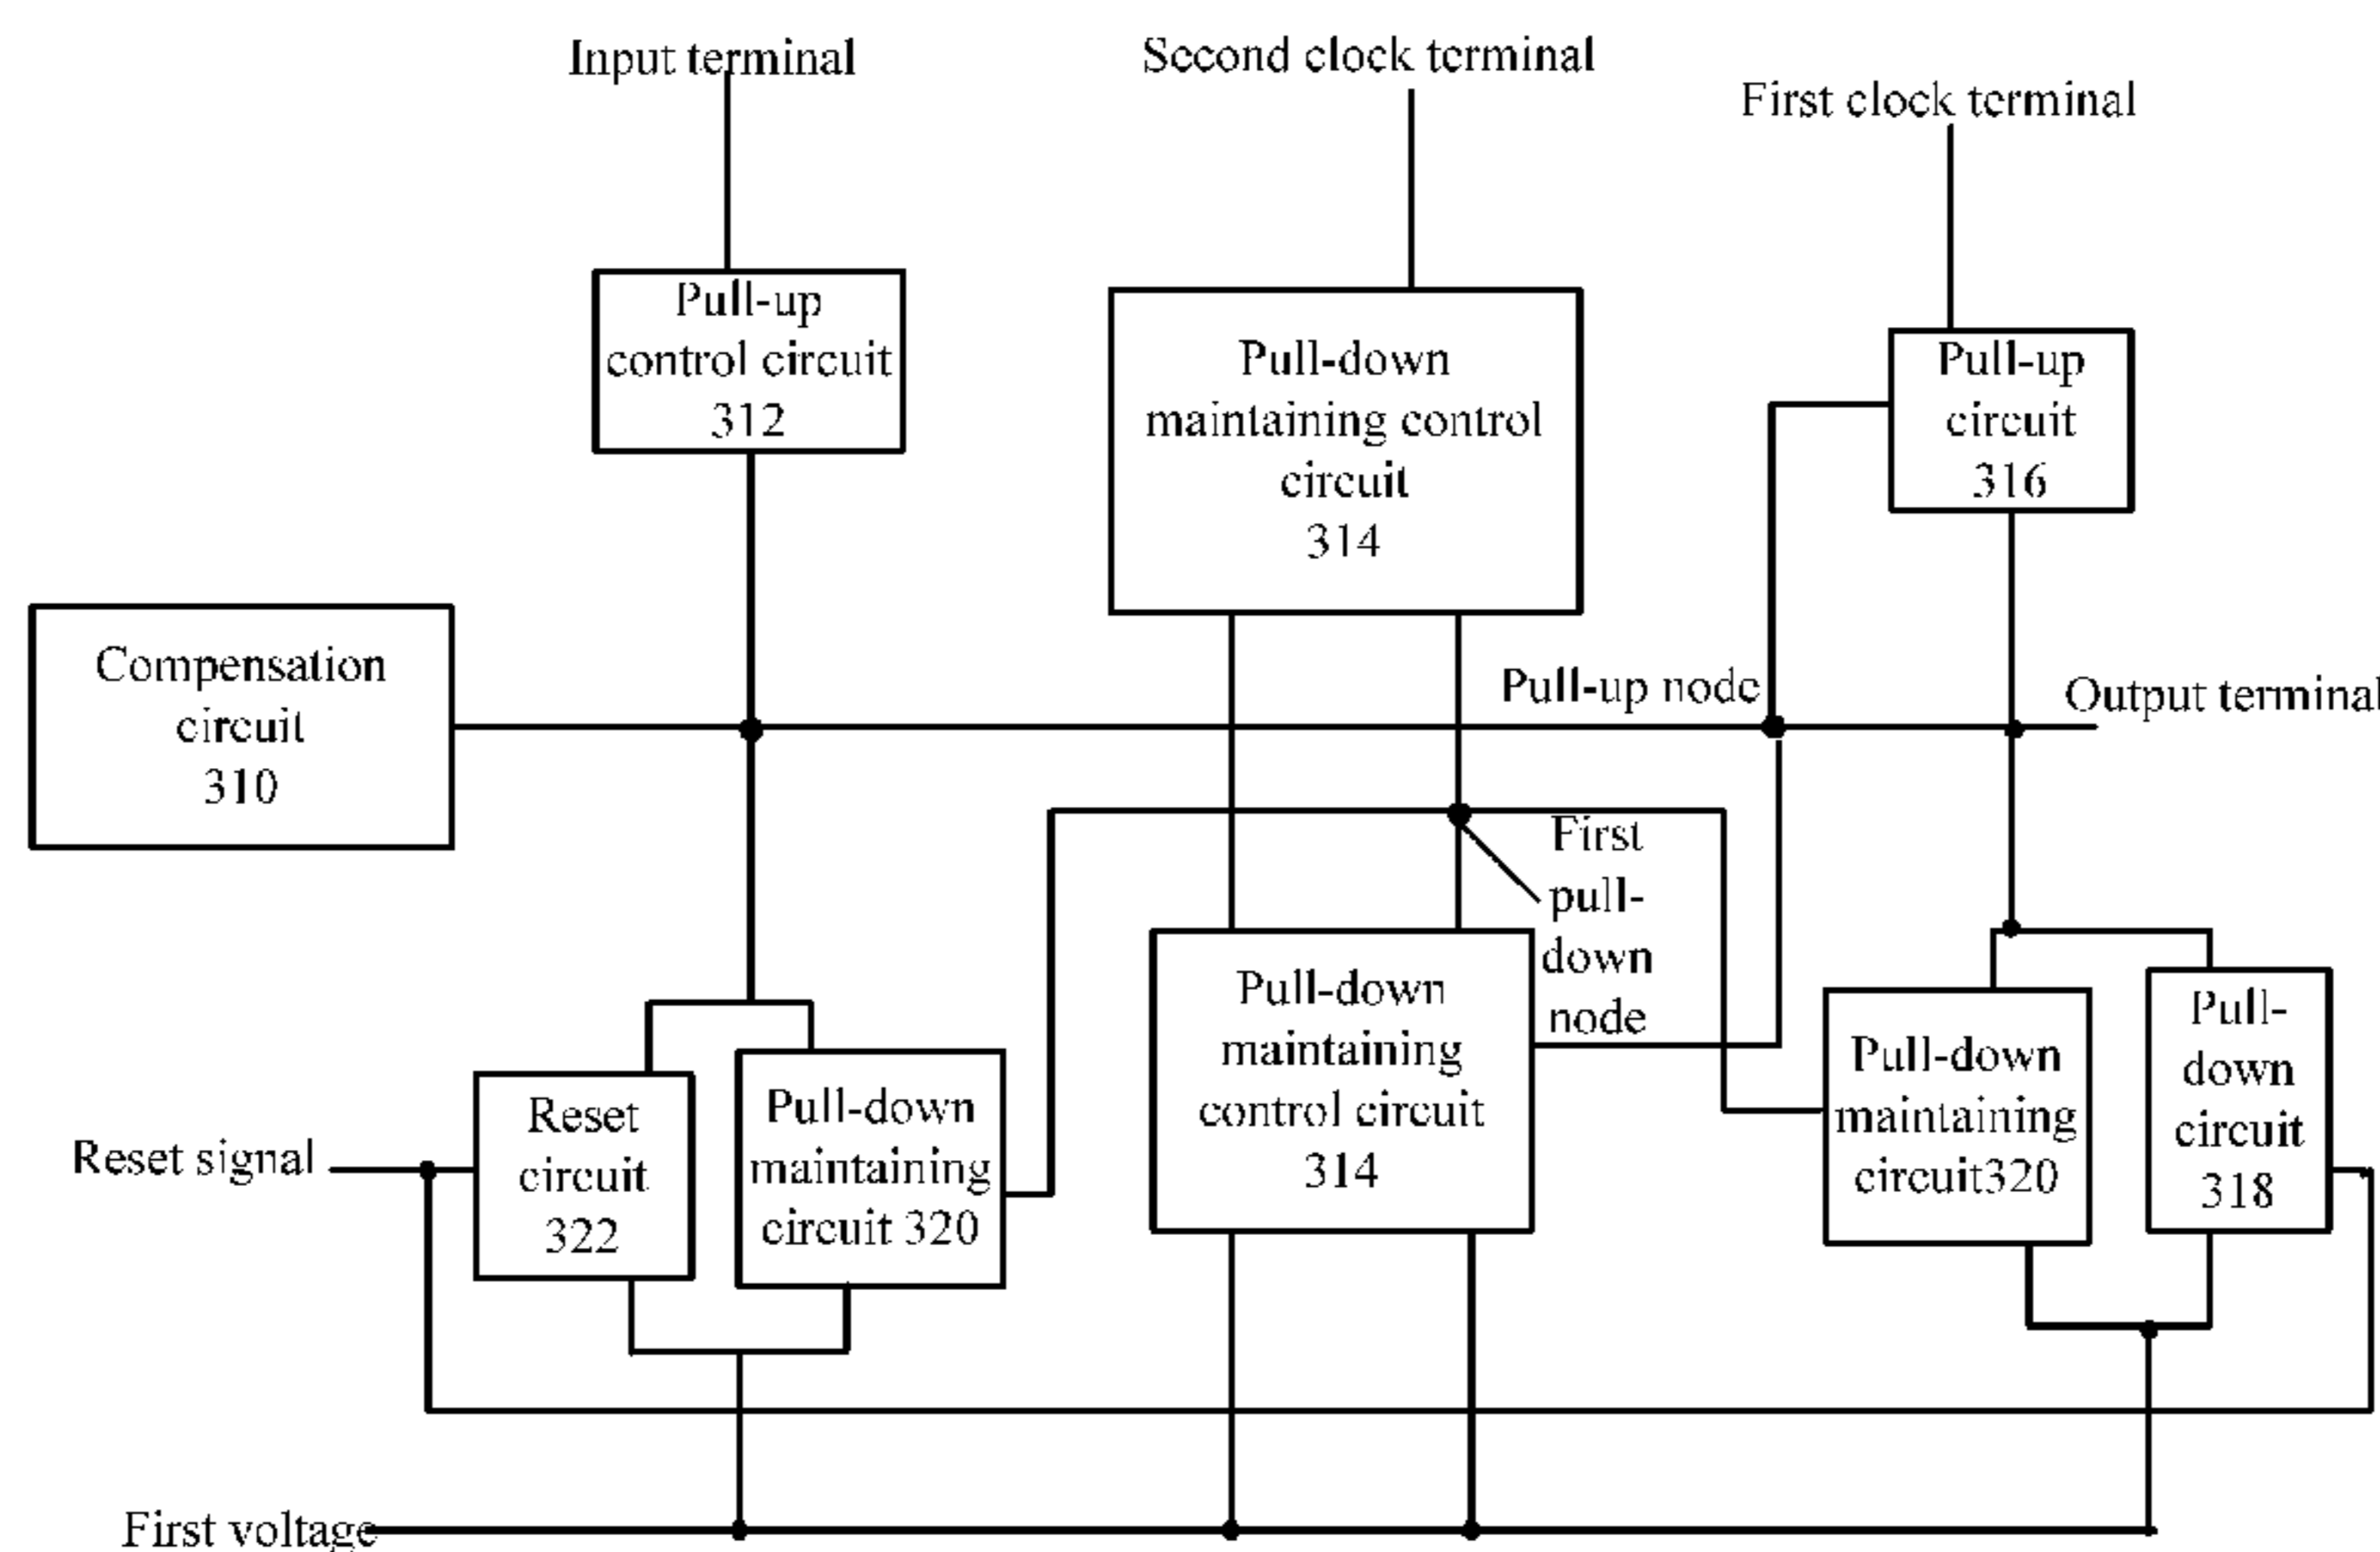 Input terminal
Second clock terminal
First clock terminal
Pull-up
control circuit
312
Pull-down
maintaining control
circuit
314
Pull-up
circuit
316
Compensation
circuit
310
Pull-up node
Output terminal
First
pull-
down
node
Reset signal
Reset
circuit
322
Pull-down
maintaining
circuit 320
Pull-down
maintaining
control circuit
314
Pull-down
maintaining
circuit320
Pull-
down
circuit
318
First voltage